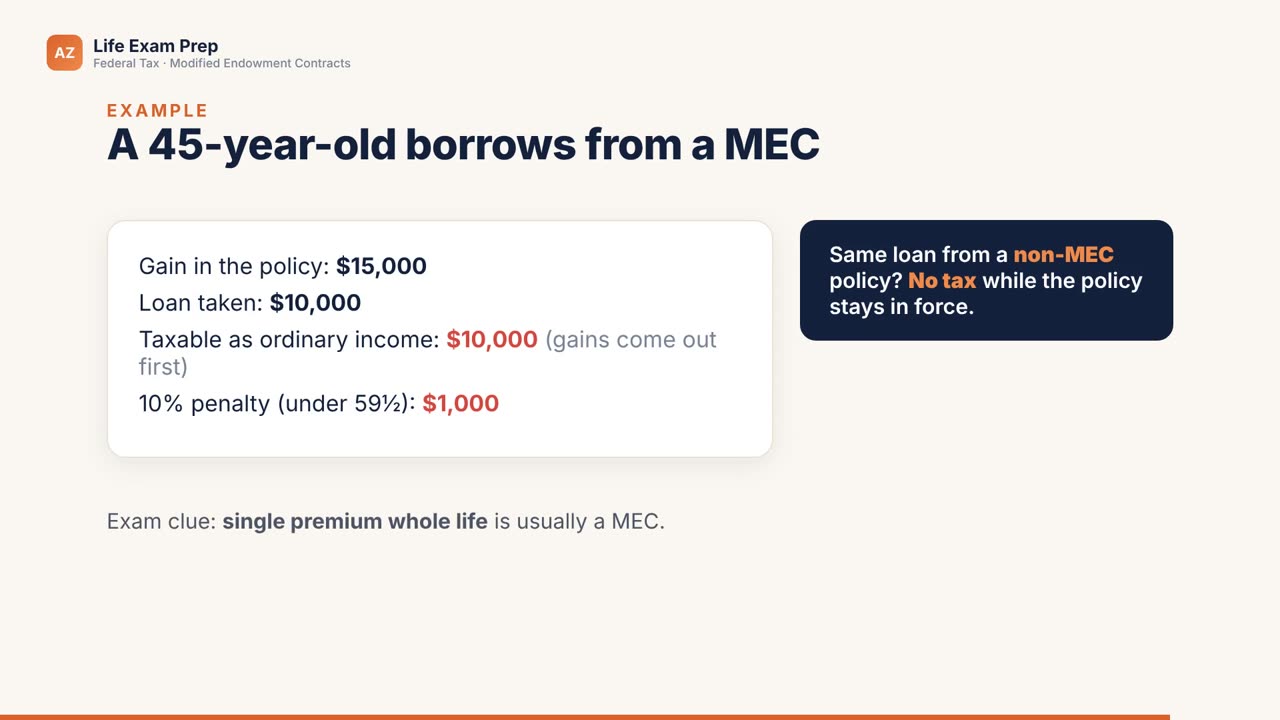 AZ
Life Exam Prep
Federal Tax · Modified Endowment Contracts
EXAMPLE
A 45-year-old borrows from a MEC
Gain in the policy: $15,000
Loan taken: $10,000
Taxable as ordinary income: $10,000 (gains come out
first)
10% penalty (under 59½): $1,000
Same loan from a non-MEC
policy? No tax while the policy
stays in force.
Exam clue: single premium whole life is usually a MEC.